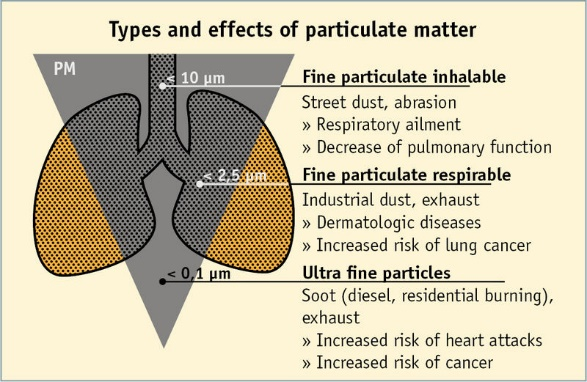 Types and effects of particulate matter
PM
< 10 µm
Fine particulate inhalable
Street dust, abrasion
» Respiratory ailment
» Decrease of pulmonary function
< 2,5 µm
Fine particulate respirable
Industrial dust, exhaust
» Dermatologic diseases
» Increased risk of lung cancer
< 0,1 µm
Ultra fine particles
Soot (diesel, residential burning),
exhaust
» Increased risk of heart attacks
» Increased risk of cancer